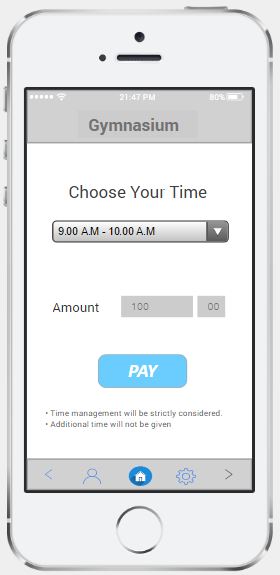 21:47 PM 80%
Gymnasium
Choose Your Time
9.00 A.M - 10.00 A.M
Amount 100 00
PAY
• Time management will be strictly considered.
• Additional time will not be given